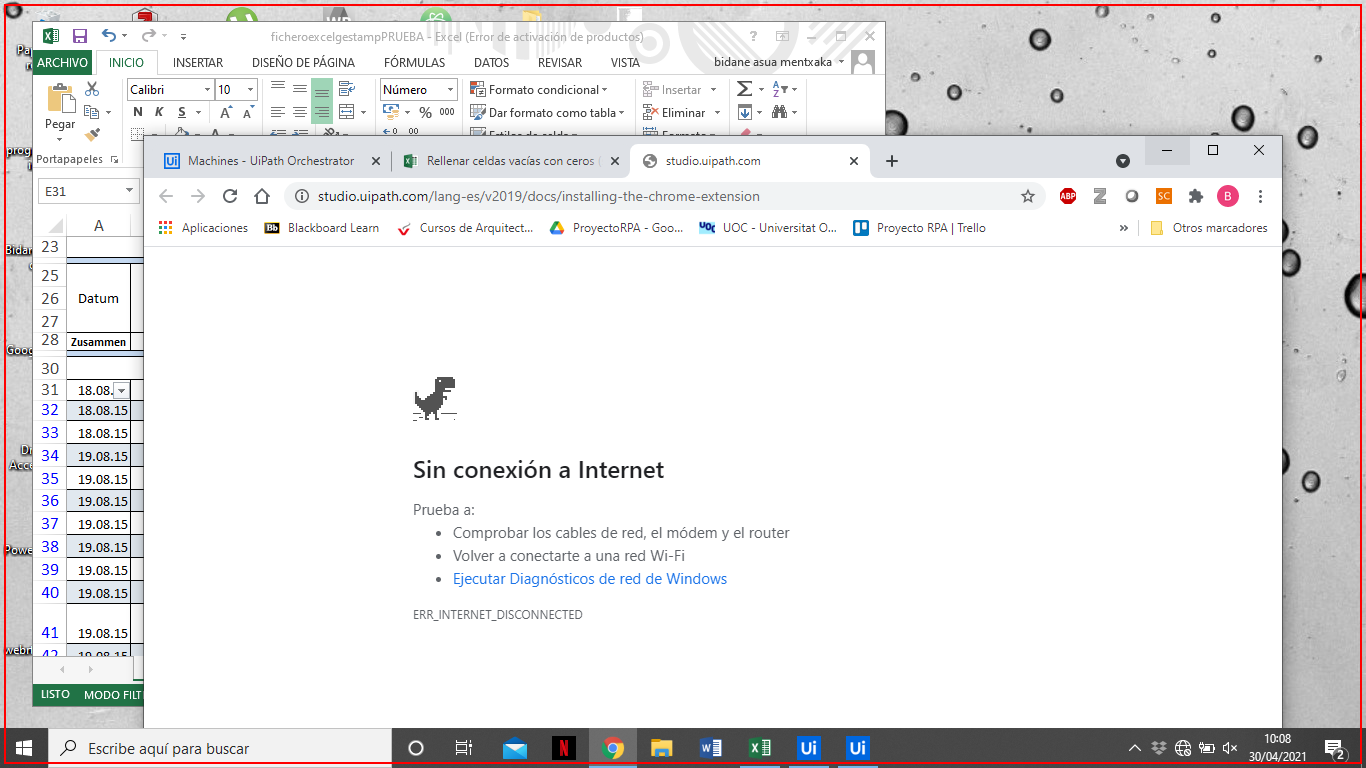 ficheroexcelgestampPRUEBA - Excel (Error de activación de productos)
ARCHIVO INICIO INSERTAR DISEÑO DE PÁGINA FÓRMULAS DATOS REVISAR VISTA bidane asua mentxaka
Calibri 10 Número Formato condicional Insertar
Pegar N K S Dar formato como tabla Eliminar
% 000
Portapapeles
E31
A
Machines - UiPath Orchestrator Rellenar celdas vacías con ceros ( studio.uipath.com
studio.uipath.com/lang-es/v2019/docs/installing-the-chrome-extension
Aplicaciones Blackboard Learn Cursos de Arquitect... ProyectoRPA - Goo... UOC - Universitat O... Proyecto RPA | Trello » Otros marcadores
23
25
26 Datum
27
28 Zusammen
30
31 18.08.
32 18.08.15
33 18.08.15
34 19.08.15
35 19.08.15
36 19.08.15
37 19.08.15
38 19.08.15
39 19.08.15
40 19.08.15
41 19.08.15
42 19.08.15
LISTO MODO FILT
Sin conexión a Internet
Prueba a:
• Comprobar los cables de red, el módem y el router
• Volver a conectarte a una red Wi-Fi
• Ejecutar Diagnósticos de red de Windows
ERR_INTERNET_DISCONNECTED
Escribe aquí para buscar
10:08
30/04/2021
2